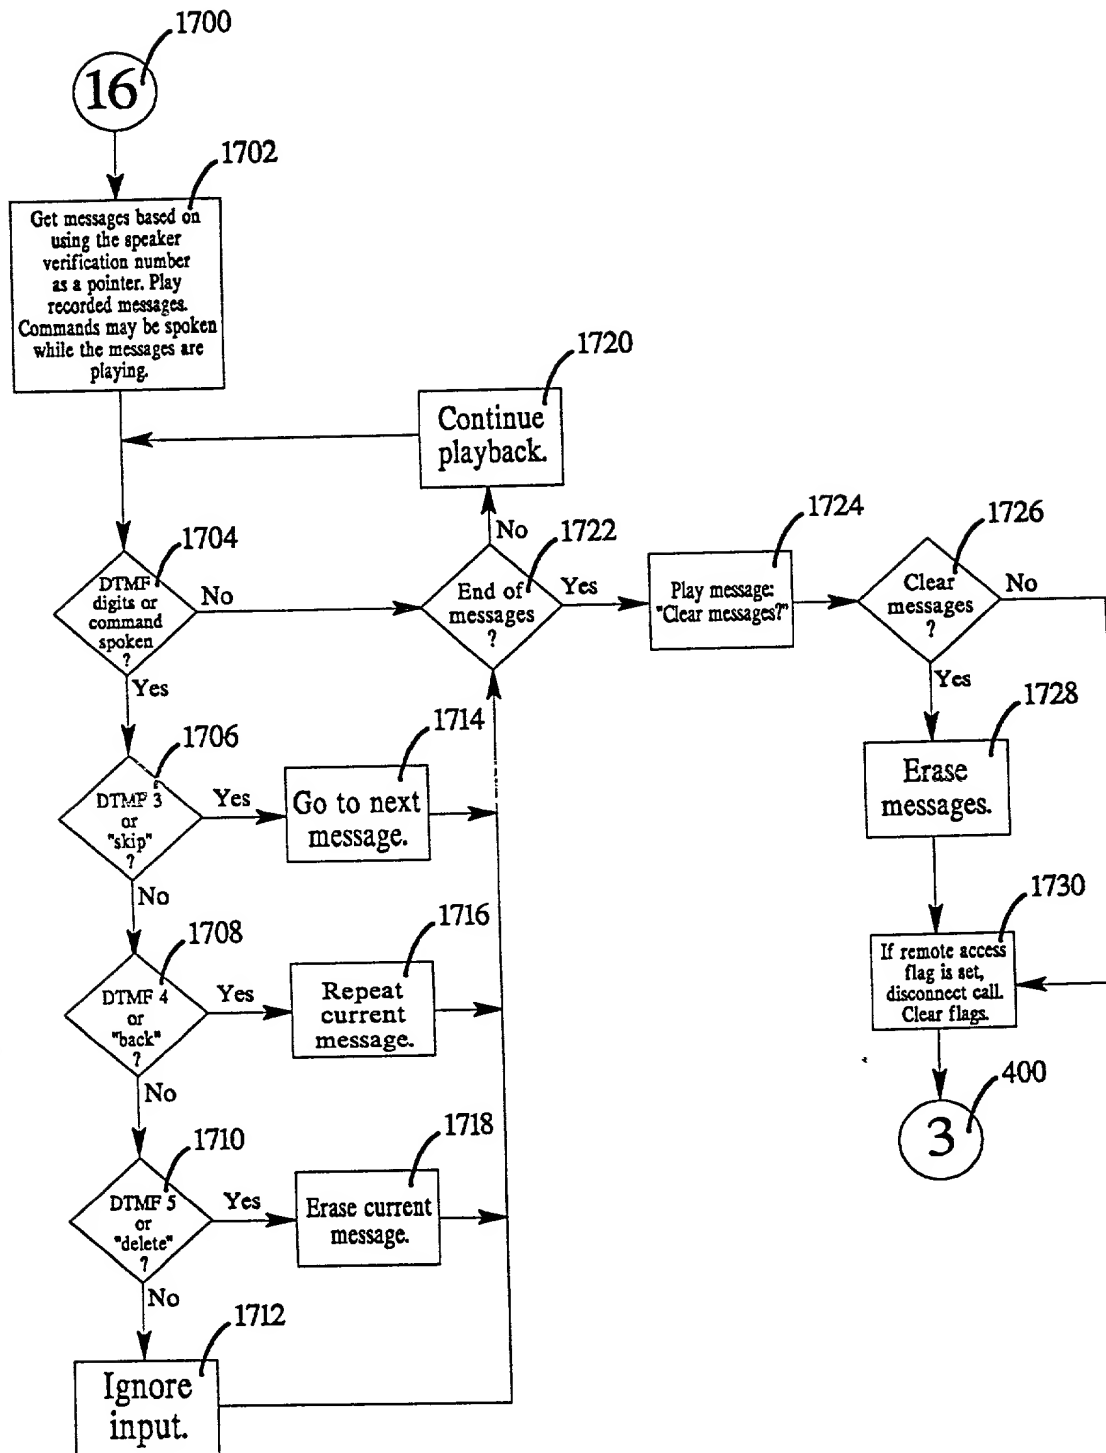 1700
16
1702
Get messages based on
using the speaker
verification number
as a pointer. Play
recorded messages.
Commands may be spoken
while the messages are
playing.
1720
Continue
playback.
No
1704
DTMF
digits or
command
spoken
?
No
Yes
1722
End of
messages
?
Yes
1724
Play message:
"Clear messages?"
1726
Clear
messages
?
No
Yes
1706
DTMF 3
or
"skip"
?
Yes
No
1714
Go to next
message.
1728
Erase
messages.
1708
DTMF 4
or
"back"
?
Yes
No
1716
Repeat
current
message.
1730
If remote access
flag is set,
disconnect call.
Clear flags.
400
3
1710
DTMF 5
or
"delete"
?
Yes
No
1718
Erase current
message.
1712
Ignore
input.